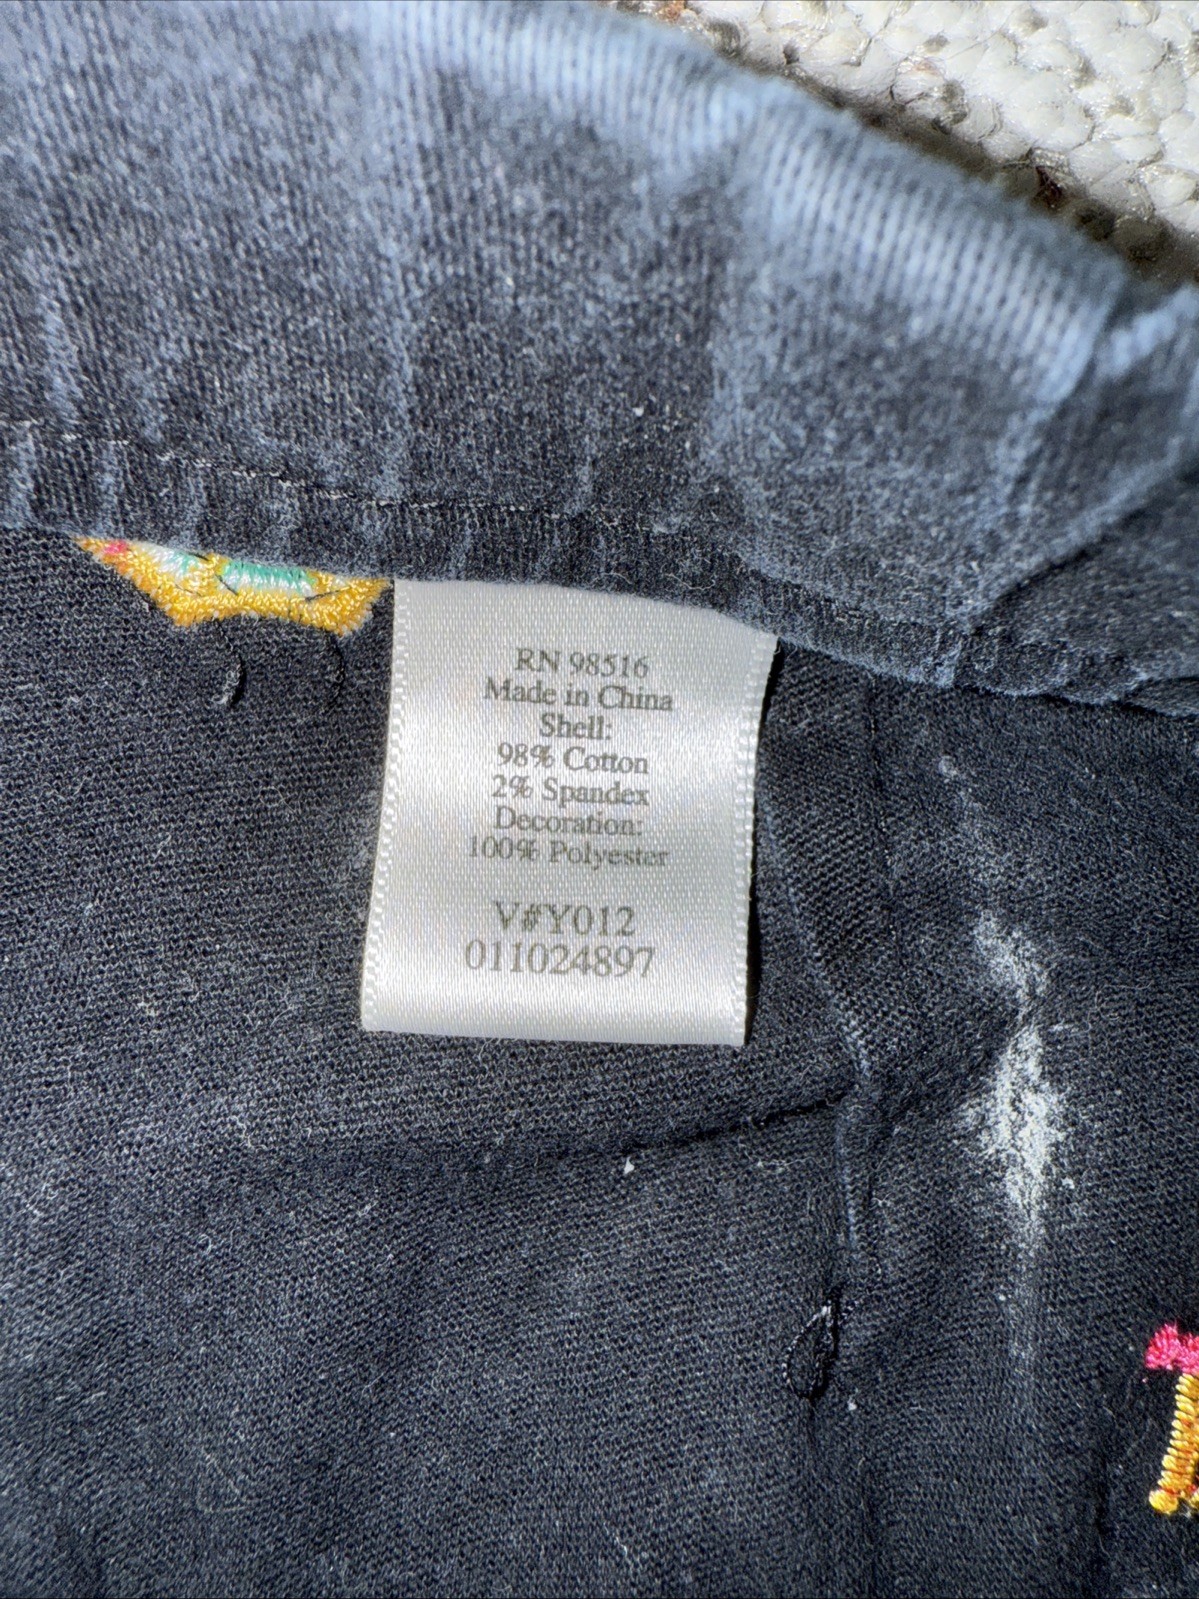 RN 98516
Made in China
Shell:
98% Cotton
2% Spandex
Decoration:
100% Polyester
V#Y012
011024897